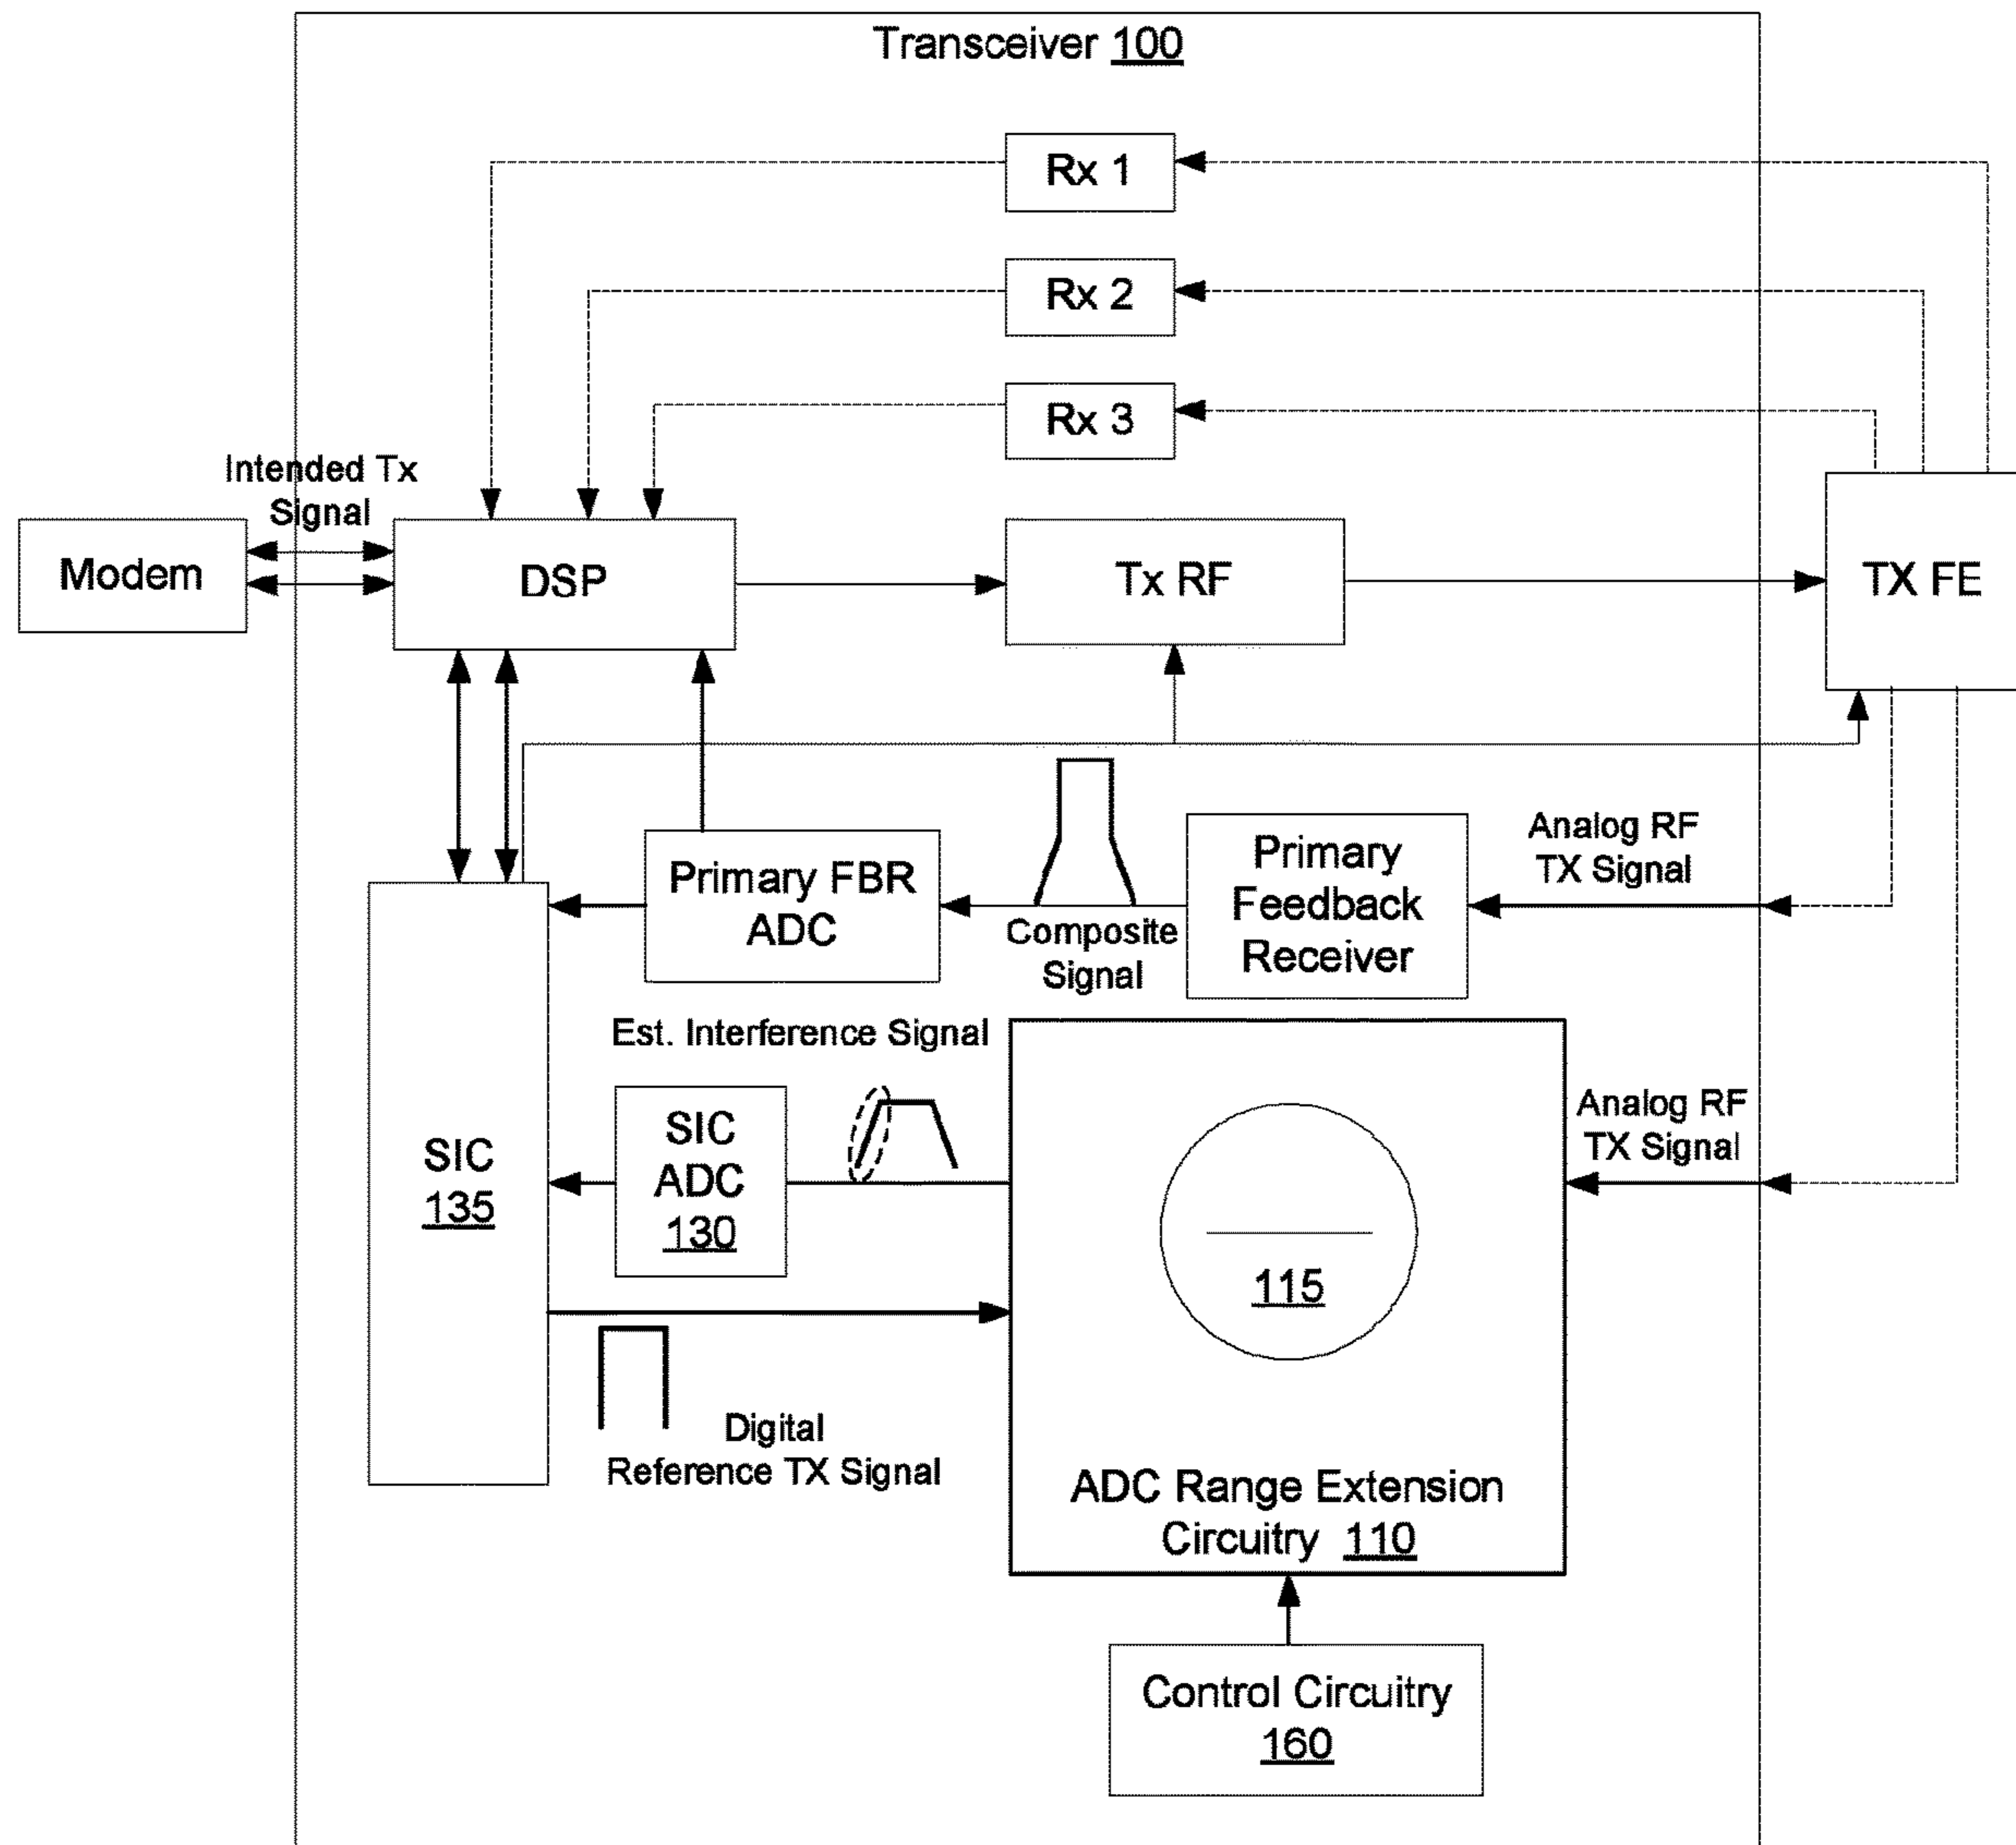 Transceiver 100
Rx 1
Rx 2
Rx 3
Intended Tx
Signal
Modem
DSP
Tx RF
TX FE
Primary FBR
ADC
Composite
Signal
Primary
Feedback
Receiver
Analog RF
TX Signal
Est. Interference Signal
SIC
135
SIC
ADC
130
115
Analog RF
TX Signal
Digital
Reference TX Signal
ADC Range Extension
Circuitry 110
Control Circuitry
160